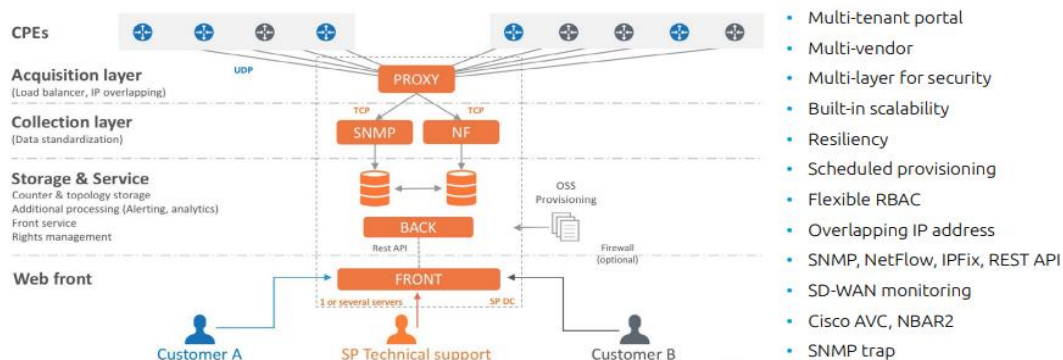 CPEs
UDP
Acquisition layer
(Load balancer, IP overlapping)
PROXY
TCP
TCP
Collection layer
(Data standardization)
SNMP
NF
Storage & Service
Counter & topology storage
Additional processing (Alerting, analytics)
Front service
Rights management
OSS
Provisioning
BACK
Rest API
Firewall
(optional)
Web front
FRONT
1 or several servers
SP DC
Customer A
SP Technical support
Customer B
• Multi-tenant portal
• Multi-vendor
• Multi-layer for security
• Built-in scalability
• Resiliency
• Scheduled provisioning
• Flexible RBAC
• Overlapping IP address
• SNMP, NetFlow, IPFix, REST API
• SD-WAN monitoring
• Cisco AVC, NBAR2
• SNMP trap